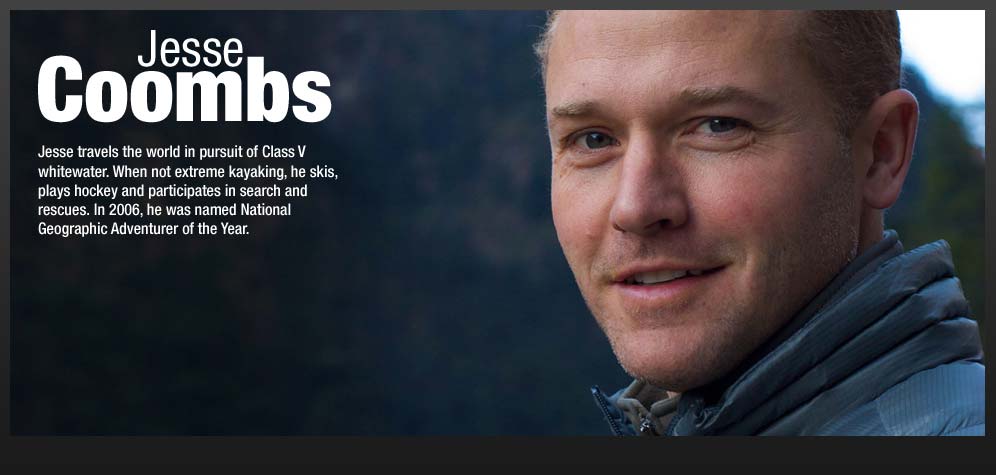 Jesse
Coombs
Jesse travels the world in pursuit of Class V
whitewater. When not extreme kayaking, he skis,
plays hockey and participates in search and
rescues. In 2006, he was named National
Geographic Adventurer of the Year.